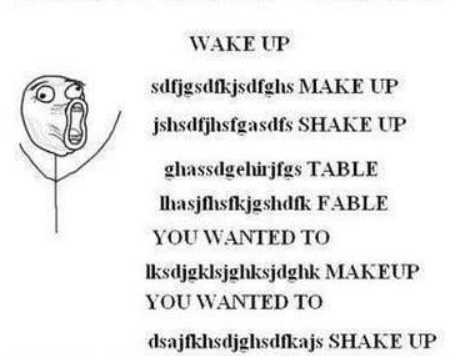 WAKE UP
sdfjgsdfkjsdfghs MAKE UP
jshsdfjhsfgasdfs SHAKE UP
ghassdgehirjfgs TABLE
lhasjfhsfkjgshdfk FABLE
YOU WANTED TO
lksdjgklsjghksjdghk MAKEUP
YOU WANTED TO
dsajfkhsdjghsdfkajs SHAKE UP